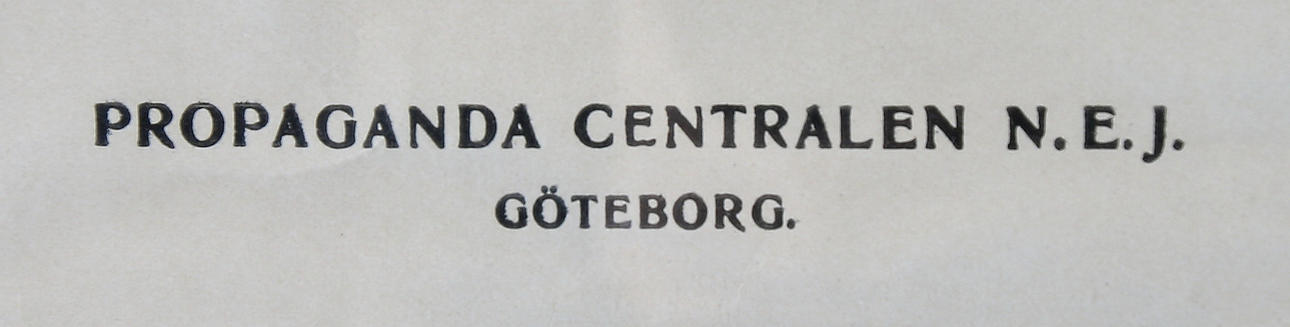 PROPAGANDA CENTRALEN N.E.J.
GÖTEBORG.